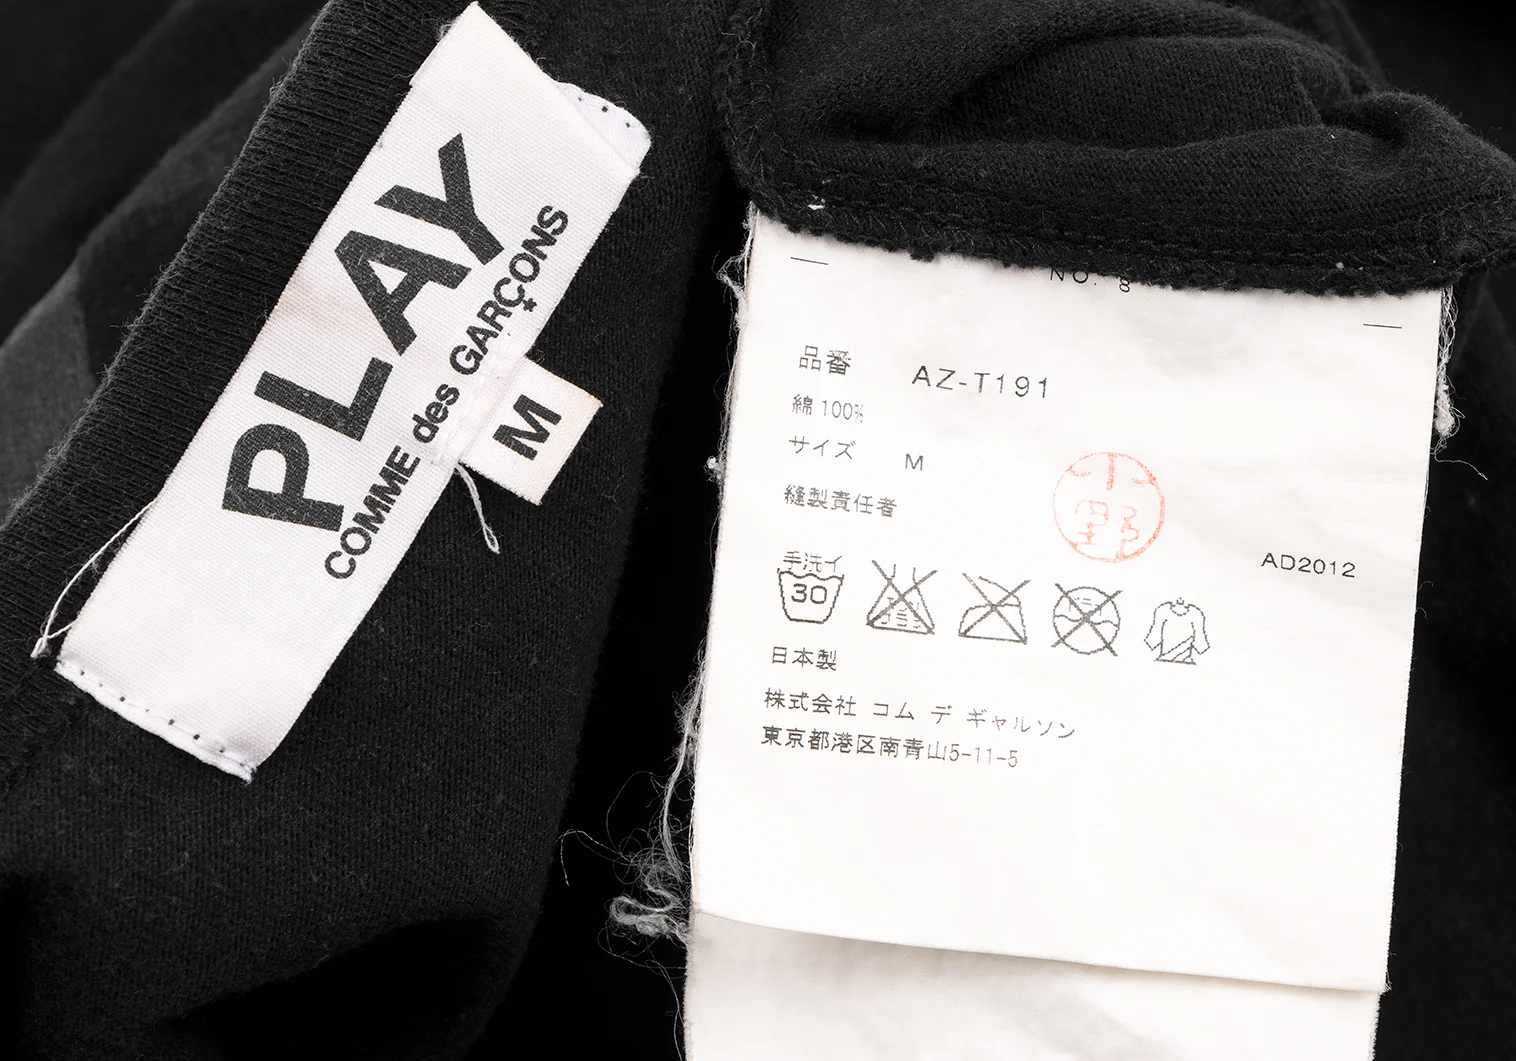 PLAY
COMME des GARÇONS
M
NO. 8
品番 AZ-T191
綿 100%
サイズ M
縫製責任者
小野
AD2012
手洗イ
30
日本製
株式会社 コム デ ギャルソン
東京都港区南青山5-11-5